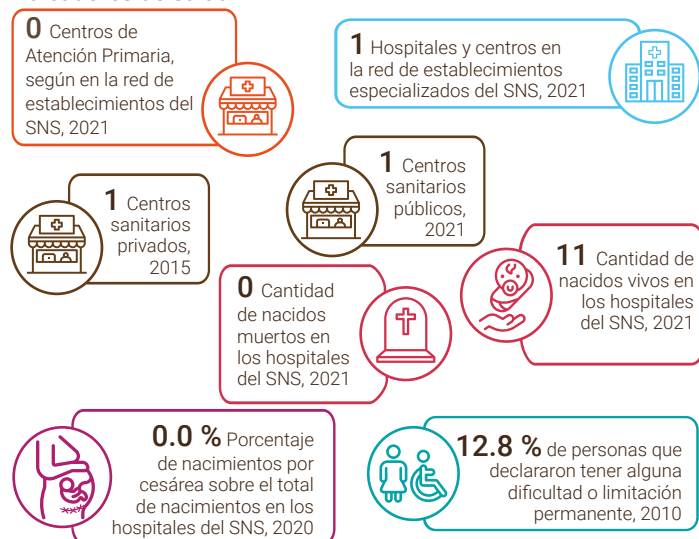 0 Centros de
Atención Primaria,
según en la red de
establecimientos del
SNS, 2021
1 Hospitales y centros en
la red de establecimientos
especializados del SNS, 2021
1 Centros
sanitarios
privados,
2015
1 Centros
sanitarios
públicos,
2021
0 Cantidad
de nacidos
muertos en
los hospitales
del SNS, 2021
11 Cantidad de
nacidos vivos en
los hospitales
del SNS, 2021
0.0 % Porcentaje
de nacimientos por
cesárea sobre el total
de nacimientos en los
hospitales del SNS, 2020
12.8 % de personas que
declararon tener alguna
dificultad o limitación
permanente, 2010